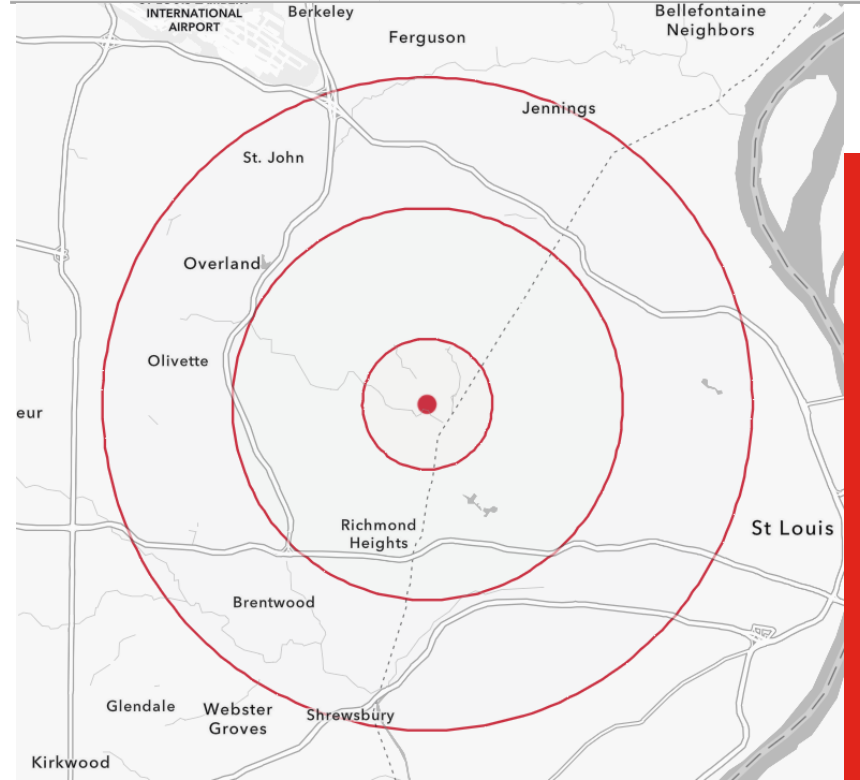 INTERNATIONAL
AIRPORT
Berkeley
Ferguson
Bellefontaine
Neighbors
Jennings
St. John
Overland
Olivette
eur
Richmond
Heights
St Louis
Brentwood
Glendale
Webster
Groves
Shrewsbury
Kirkwood